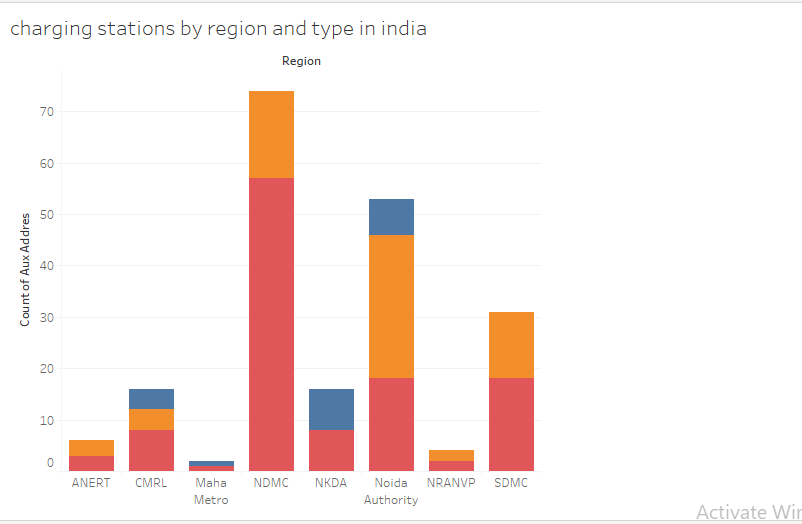 charging stations by region and type in india
Region
Count of Aux Addres
70
60
50
40
30
20
10
0
ANERT CMRL Maha Metro NDMC NKDA Noida Authority NRANVP SDMC
Activate Wir